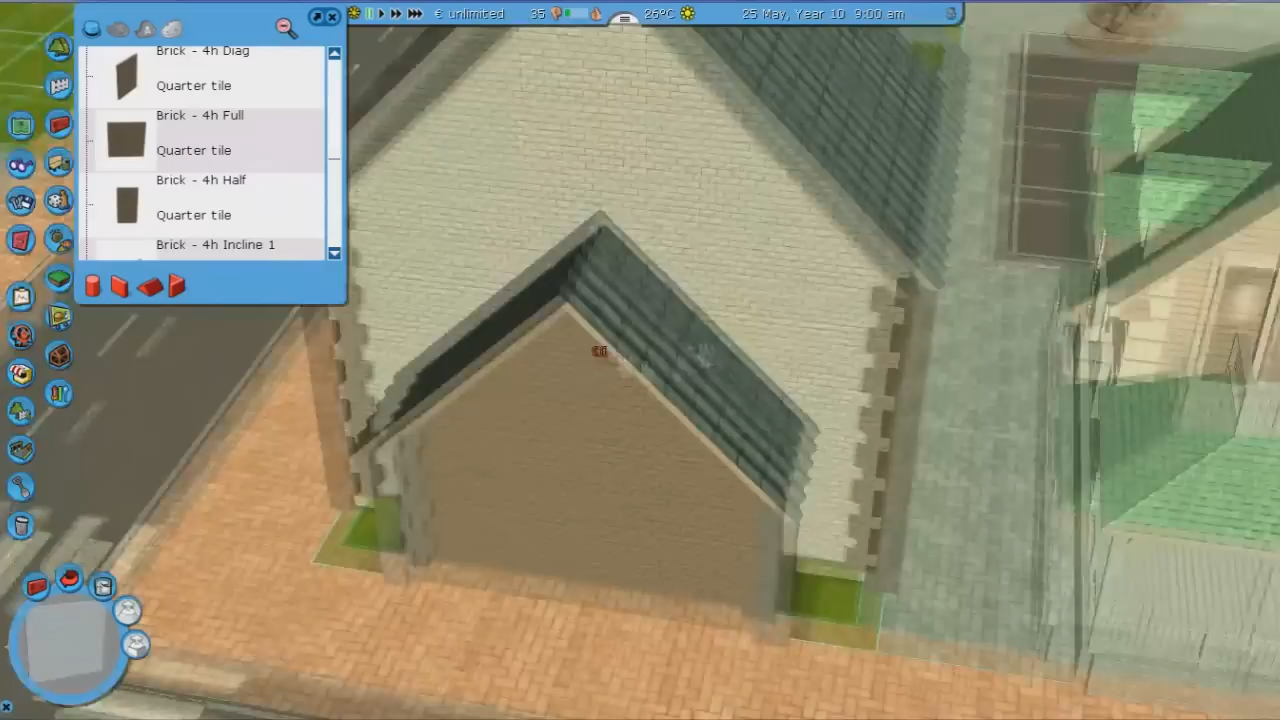 € unlimited 35 26°C 25 May, Year 10 9:00 am
Brick - 4h Diag
Quarter tile
Brick - 4h Full
Quarter tile
Brick - 4h Half
Quarter tile
Brick - 4h Incline 1